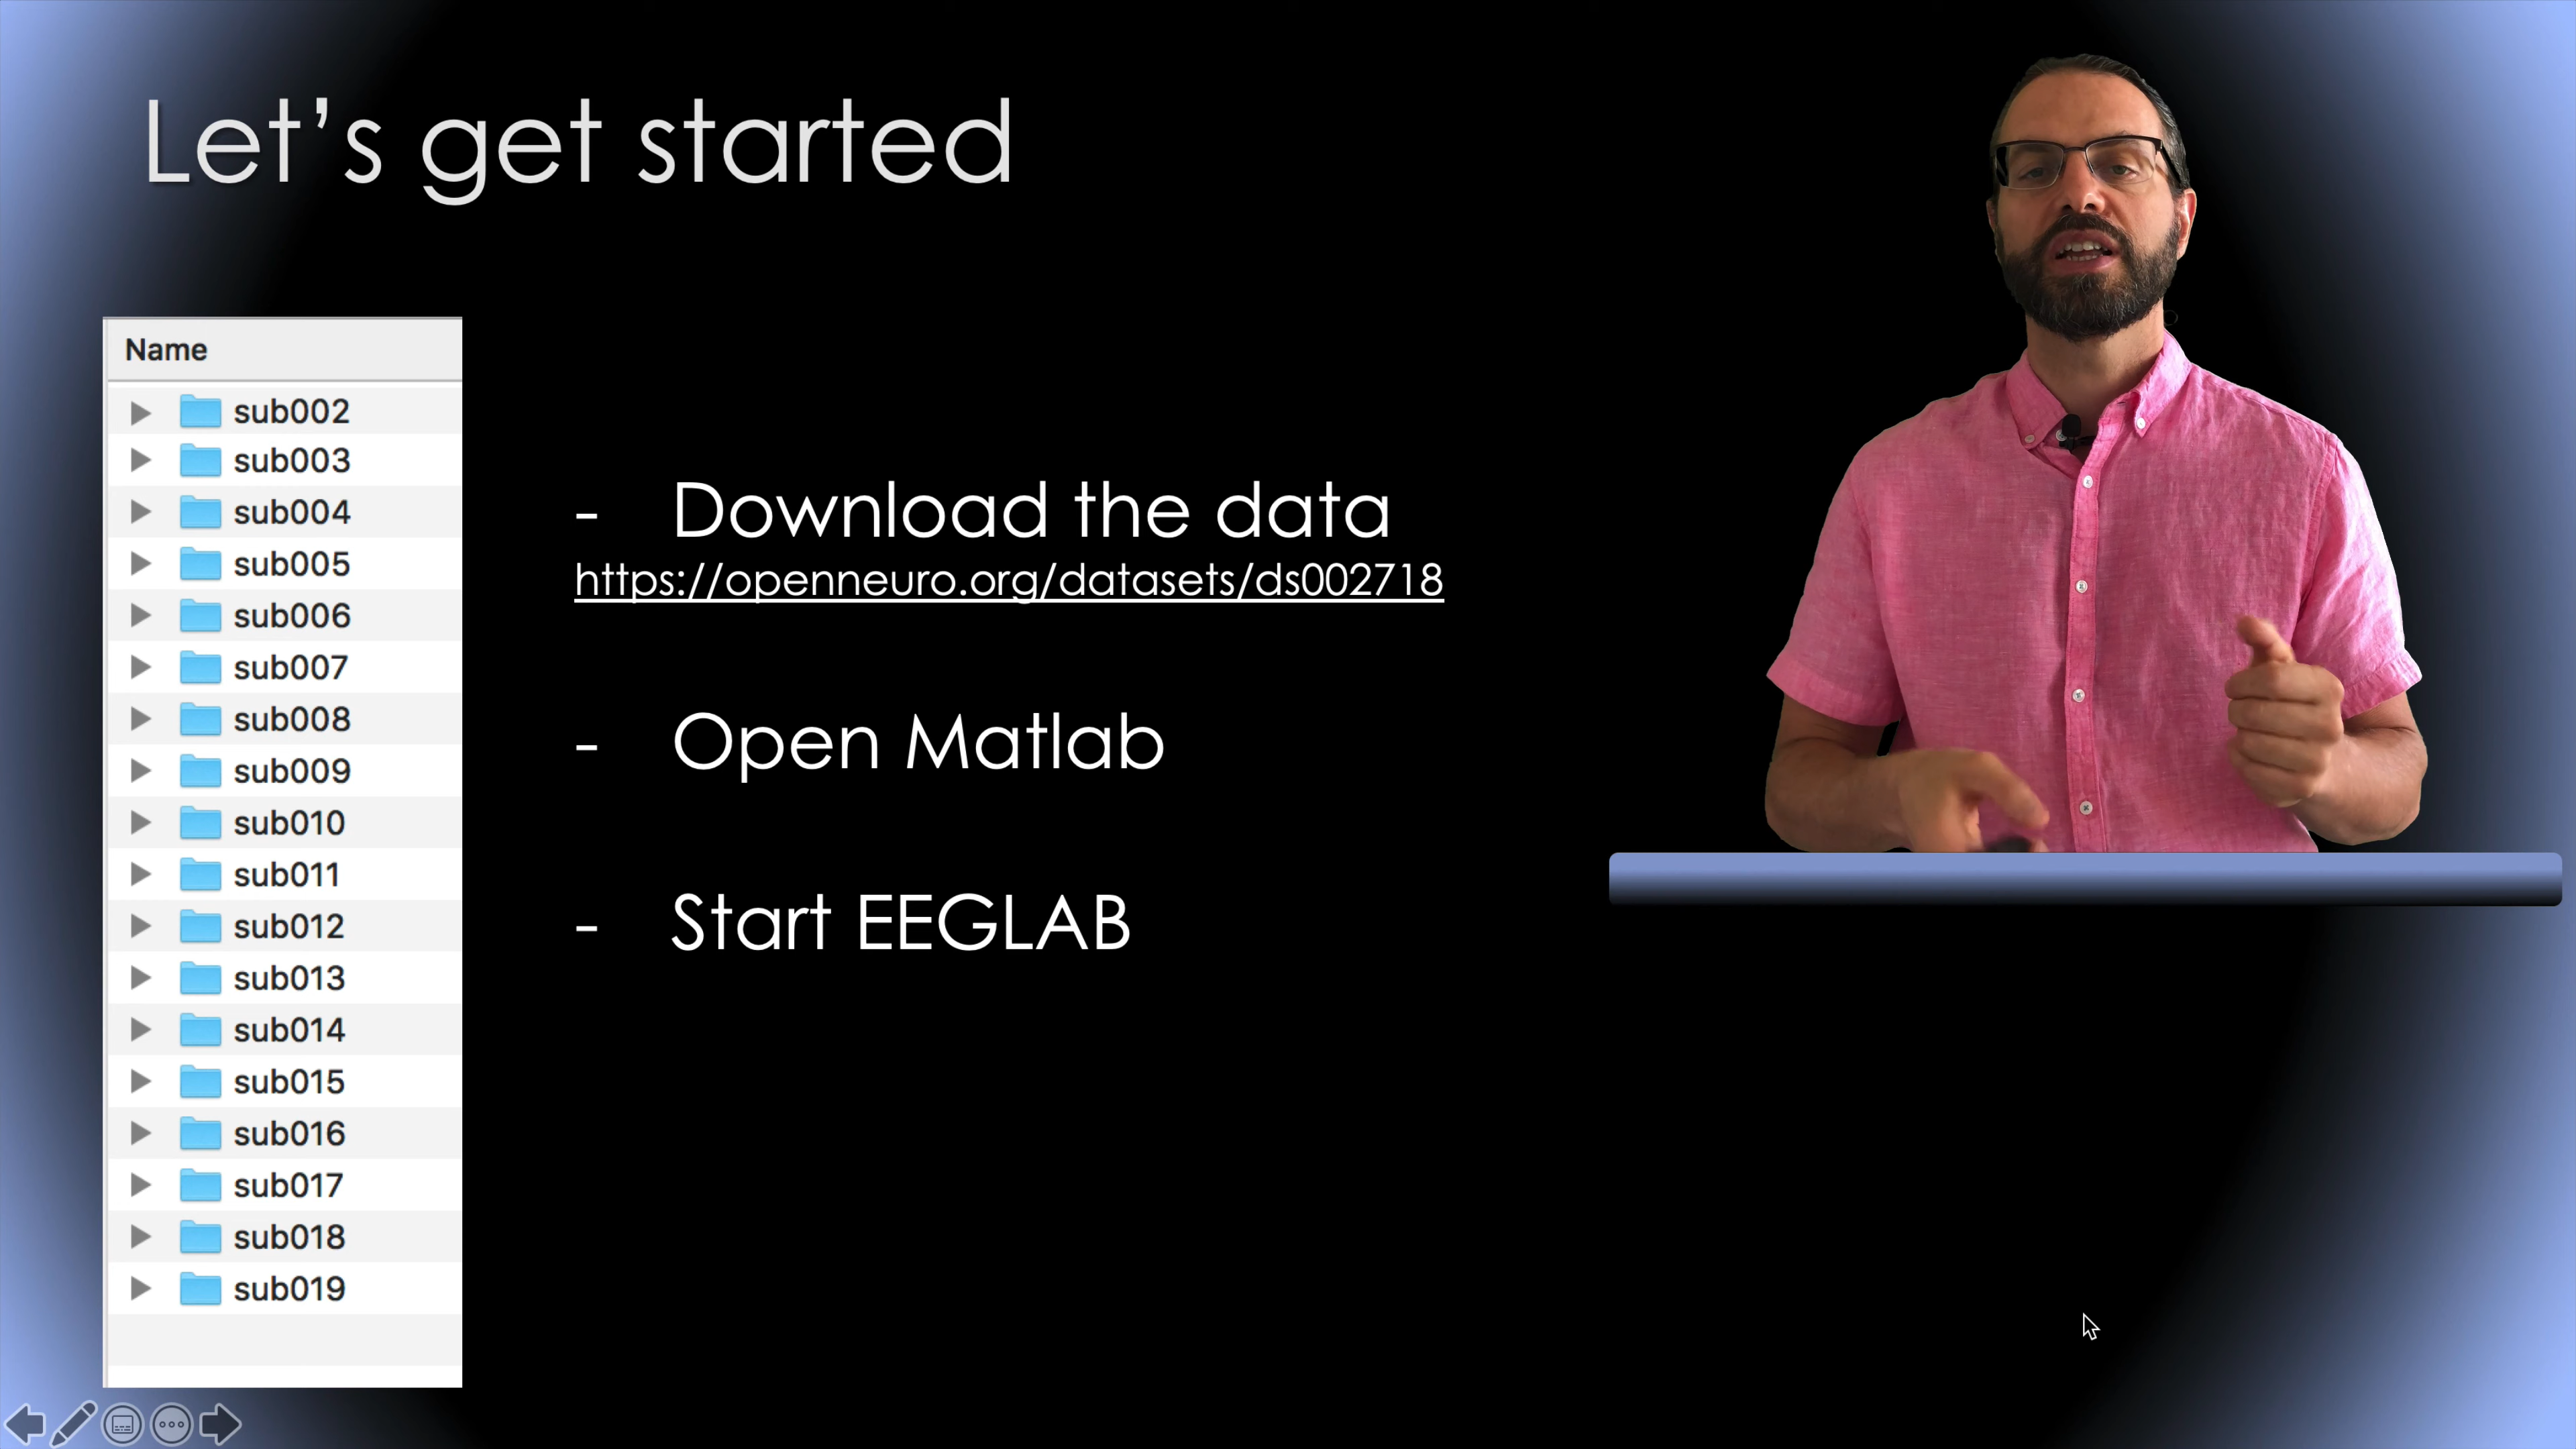 Let's get started
Name
sub002
sub003
sub004
sub005
sub006
sub007
sub008
sub009
sub010
sub011
sub012
sub013
sub014
sub015
sub016
sub017
sub018
sub019
- Download the data
https://openneuro.org/datasets/ds002718
- Open Matlab
- Start EEGLAB